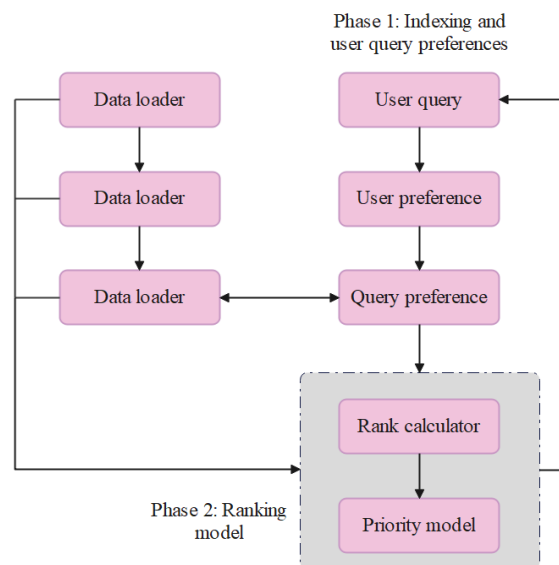 Phase 1: Indexing and
user query preferences
Data loader
User query
Data loader
User preference
Data loader
Query preference
Rank calculator
Phase 2: Ranking
model
Priority model